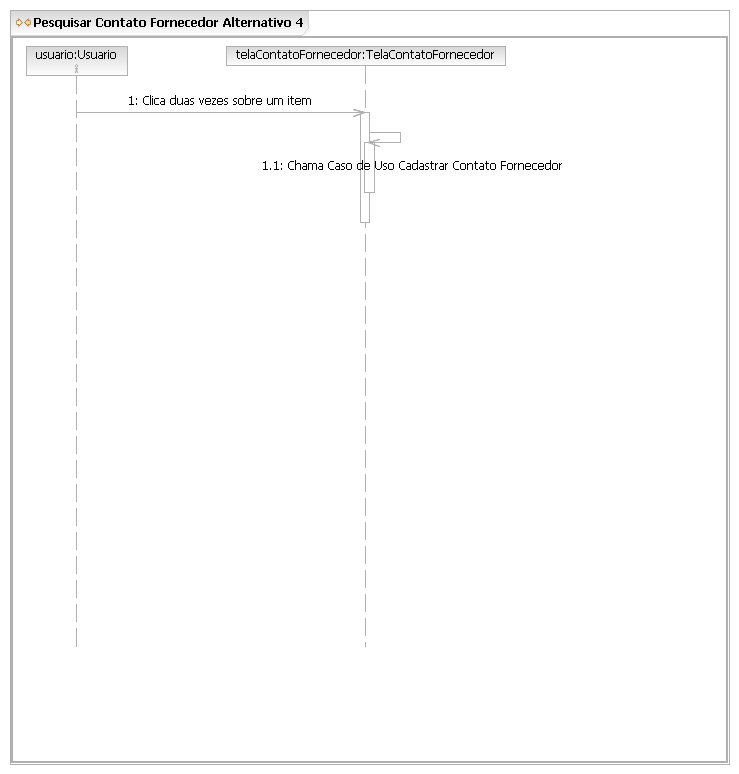 Pesquisar Contato Fornecedor Alternativo 4
usuario:Usuario
telaContatoFornecedor:TelaContatoFornecedor
1: Clica duas vezes sobre um item
1.1: Chama Caso de Uso Cadastrar Contato Fornecedor